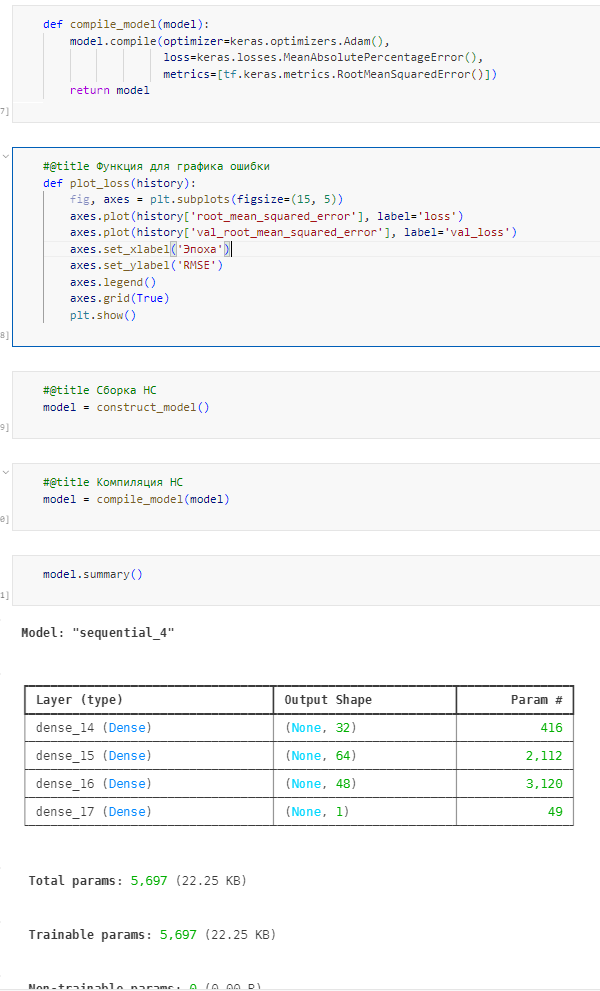 def compile_model(model):
    model.compile(optimizer=keras.optimizers.Adam(),
                  loss=keras.losses.MeanAbsolutePercentageError(),
                  metrics=[tf.keras.metrics.RootMeanSquaredError()])
    return model
7]
#@title Функция для графика ошибки
def plot_loss(history):
    fig, axes = plt.subplots(figsize=(15, 5))
    axes.plot(history['root_mean_squared_error'], label='loss')
    axes.plot(history['val_root_mean_squared_error'], label='val_loss')
    axes.set_xlabel('Эпоха')
    axes.set_ylabel('RMSE')
    axes.legend()
    axes.grid(True)
    plt.show()
8]
#@title Сборка НС
model = construct_model()
9]
#@title Компиляция НС
model = compile_model(model)
0]
model.summary()
1]
Model: "sequential_4"
Layer (type) Output Shape Param #
dense_14 (Dense) (None, 32) 416
dense_15 (Dense) (None, 64) 2,112
dense_16 (Dense) (None, 48) 3,120
dense_17 (Dense) (None, 1) 49
Total params: 5,697 (22.25 KB)
Trainable params: 5,697 (22.25 KB)
Non-trainable params: 0 (0.00 B)